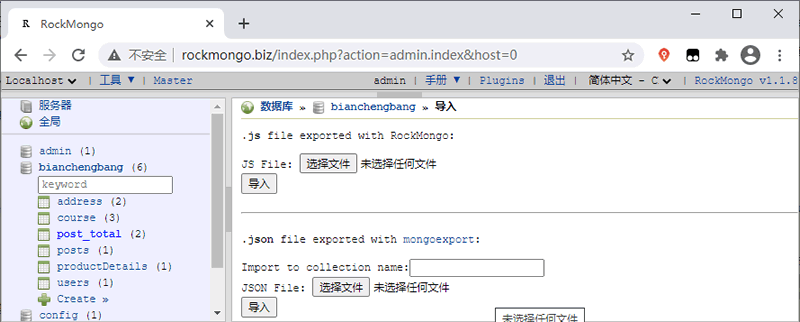 RockMongo
不安全 rockmongo.biz/index.php?action=admin.index&host=0
Localhost | 工具 ▼ | Master admin | 手册 ▼ | Plugins | 退出 | 简体中文 - C | RockMongo v1.1.8
服务器
全局
admin (1)
bianchengbang (6)
keyword
address (2)
course (3)
post_total (2)
posts (1)
productDetails (1)
users (1)
Create »
config (1)
数据库 » bianchengbang » 导入
.js file exported with RockMongo:
JS File: 选择文件 未选择任何文件
导入
.json file exported with mongoexport:
Import to collection name:
JSON File: 选择文件 未选择任何文件
导入
未选择任何文件